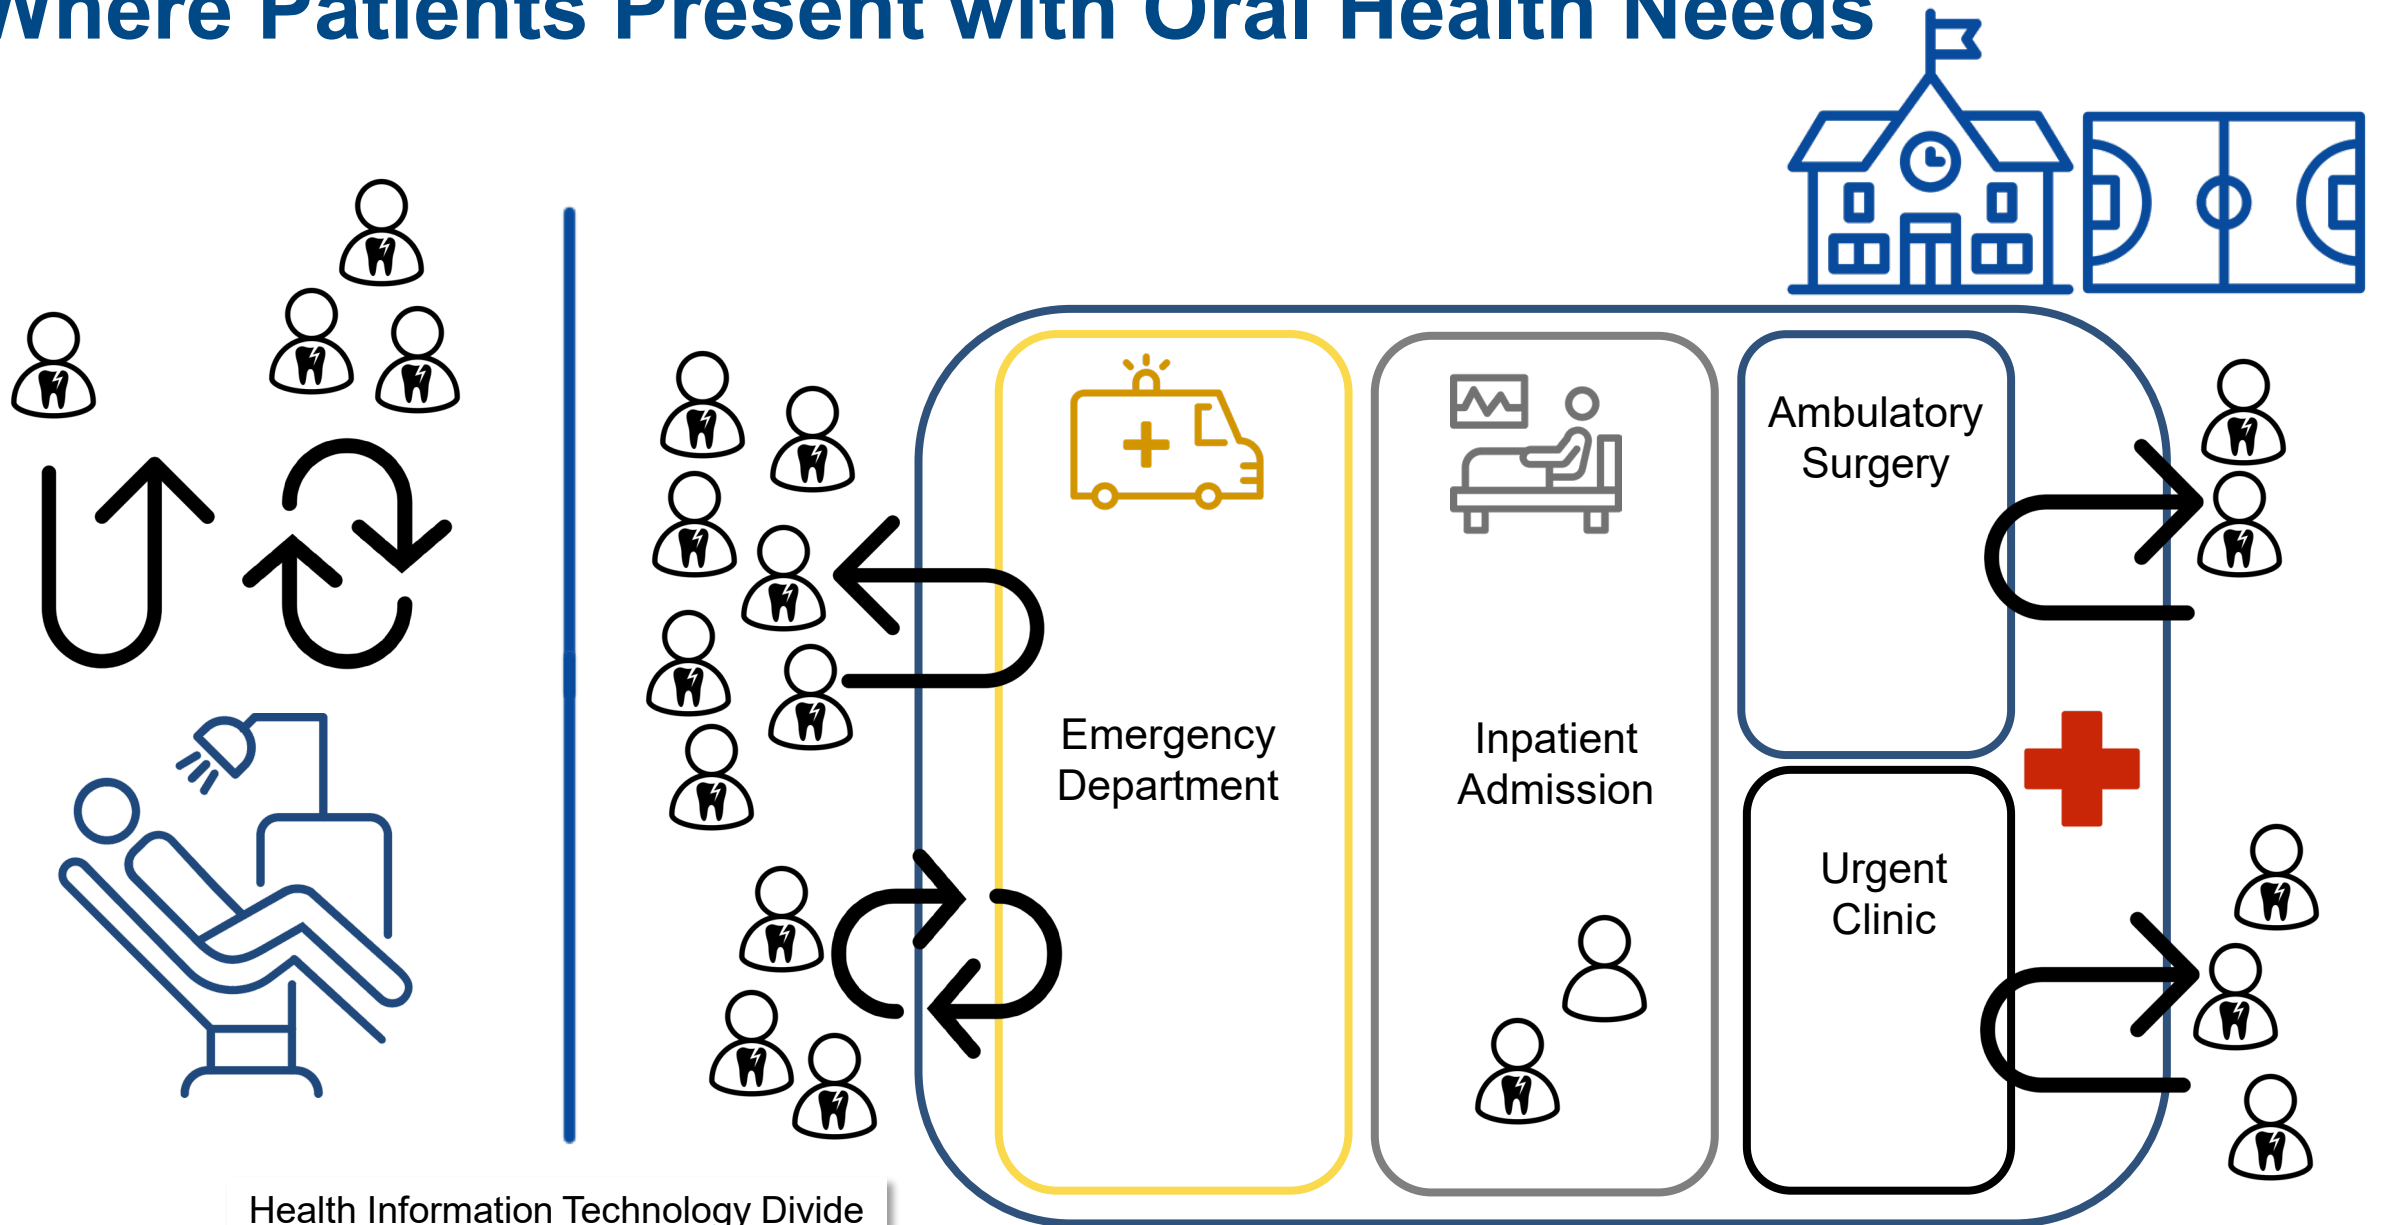 Where Patients Present with Oral Health Needs
Ambulatory
Surgery
Emergency
Department
Inpatient
Admission
Urgent
Clinic
Health Information Technology Divide